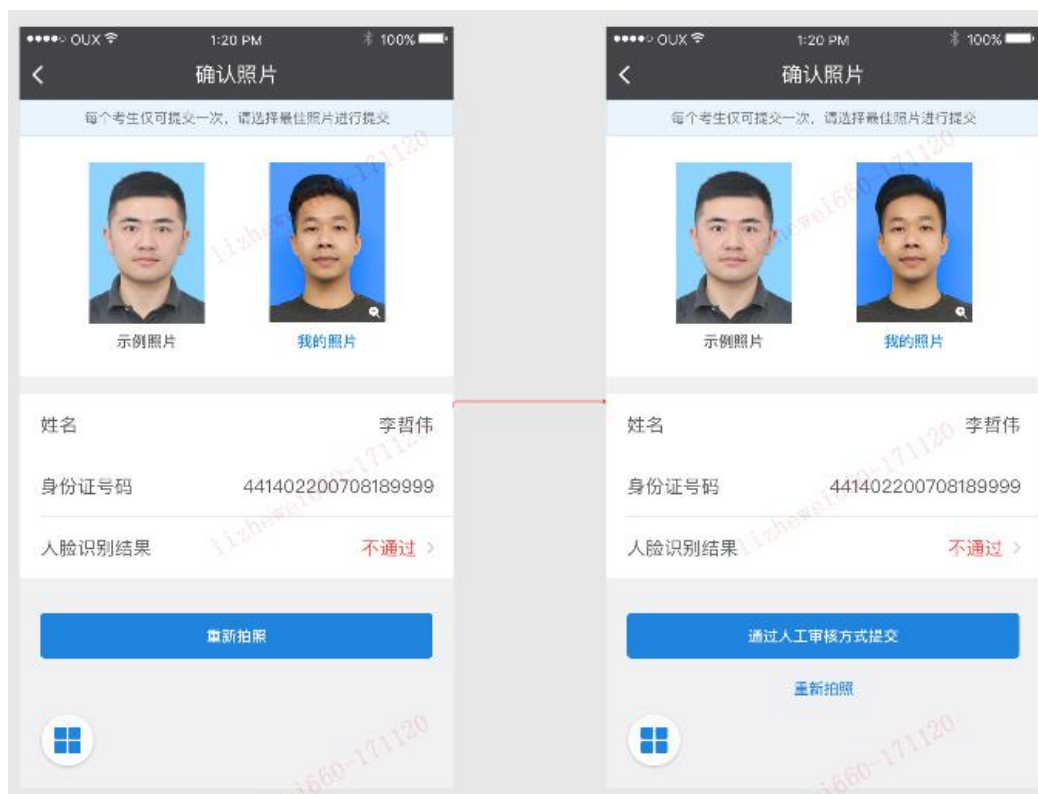 OUX 1:20 PM 100%
确认照片
每个考生仅可提交一次，请选择最佳照片进行提交
示例照片 我的照片
姓名 李哲伟
身份证号码 441402200708189999
人脸识别结果 不通过
重新拍照
OUX 1:20 PM 100%
确认照片
每个考生仅可提交一次，请选择最佳照片进行提交
示例照片 我的照片
姓名 李哲伟
身份证号码 441402200708189999
人脸识别结果 不通过
通过人工审核方式提交
重新拍照
lizhewei660-171120